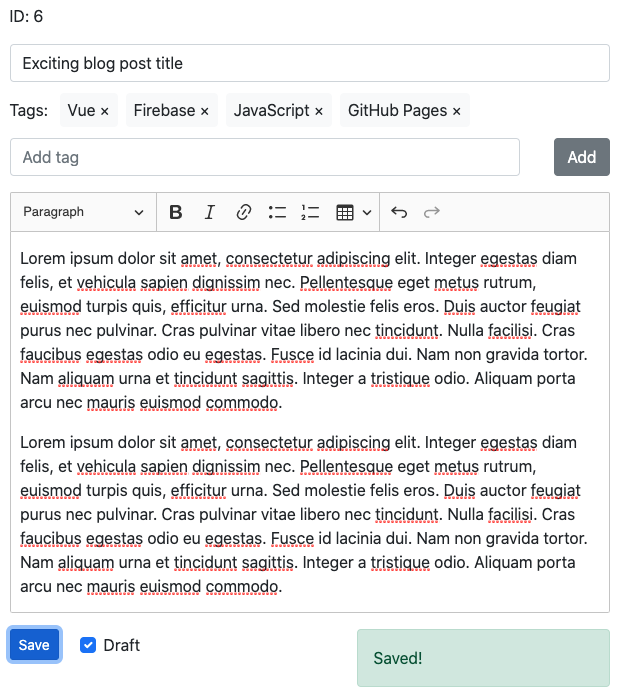 ID: 6
Exciting blog post title
Tags: Vue × Firebase × JavaScript × GitHub Pages ×
Add tag Add
Paragraph B I
Lorem ipsum dolor sit amet, consectetur adipiscing elit. Integer egestas diam
felis, et vehicula sapien dignissim nec. Pellentesque eget metus rutrum,
euismod turpis quis, efficitur urna. Sed molestie felis eros. Duis auctor feugiat
purus nec pulvinar. Cras pulvinar vitae libero nec tincidunt. Nulla facilisi. Cras
faucibus egestas odio eu egestas. Fusce id lacinia dui. Nam non gravida tortor.
Nam aliquam urna et tincidunt sagittis. Integer a tristique odio. Aliquam porta
arcu nec mauris euismod commodo.
Lorem ipsum dolor sit amet, consectetur adipiscing elit. Integer egestas diam
felis, et vehicula sapien dignissim nec. Pellentesque eget metus rutrum,
euismod turpis quis, efficitur urna. Sed molestie felis eros. Duis auctor feugiat
purus nec pulvinar. Cras pulvinar vitae libero nec tincidunt. Nulla facilisi. Cras
faucibus egestas odio eu egestas. Fusce id lacinia dui. Nam non gravida tortor.
Nam aliquam urna et tincidunt sagittis. Integer a tristique odio. Aliquam porta
arcu nec mauris euismod commodo.
Save Draft Saved!